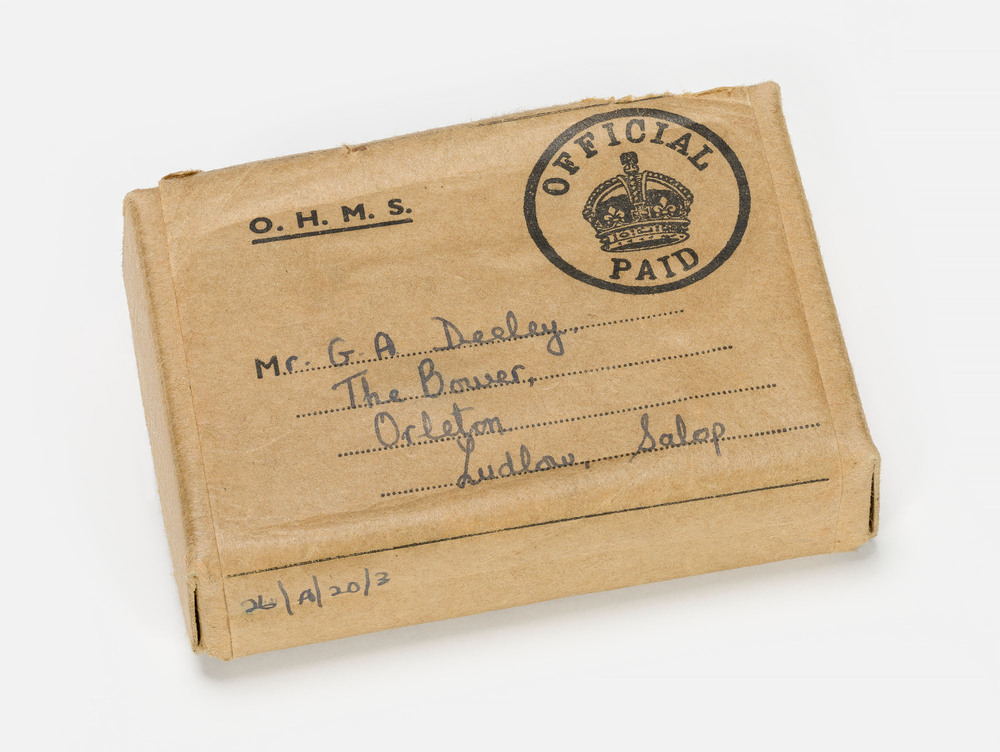 O. H. M. S.
OFFICIAL
PAID
Mr. G. A Deeley,
The Bower,
Orleton
Ludlow, Salop
26/A/20/3